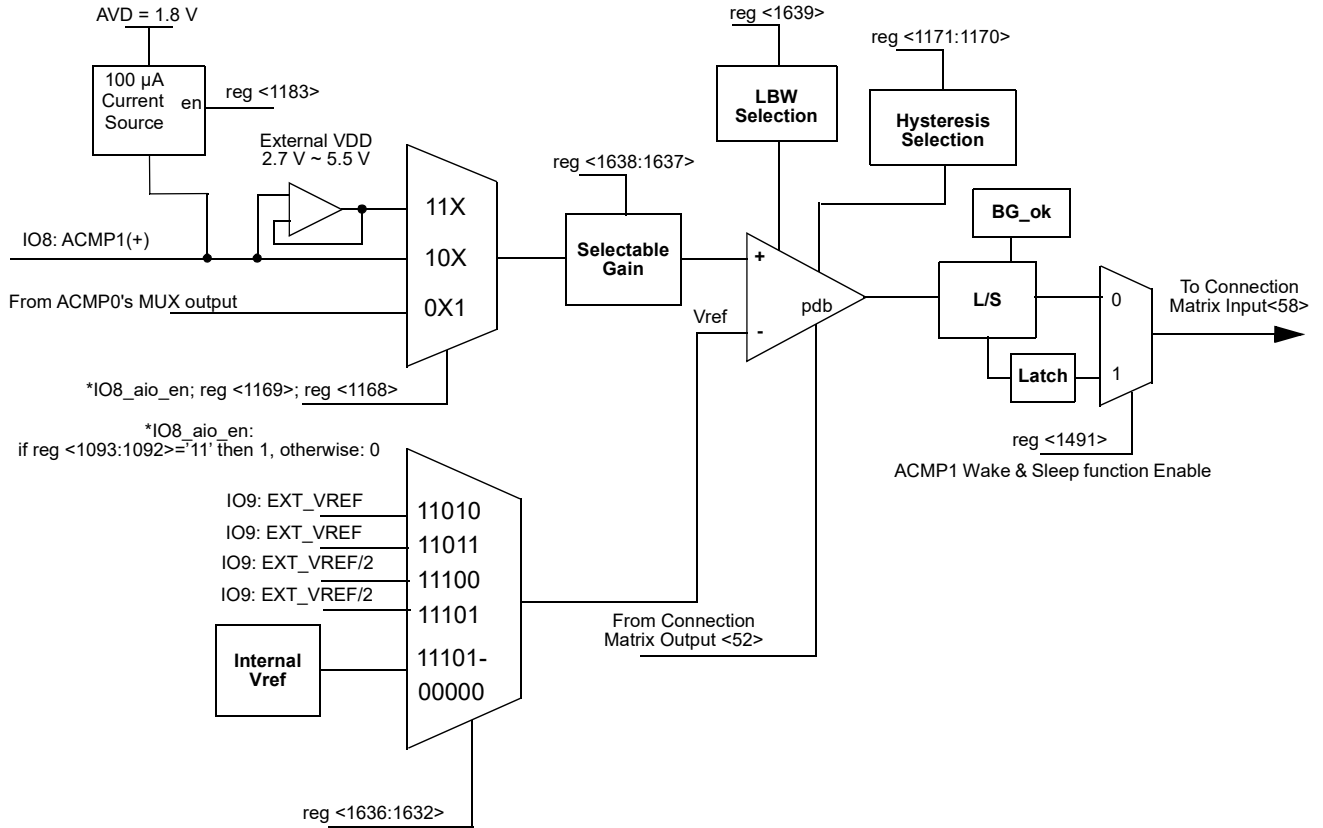 AVD = 1.8 V
100 µA
Current
Source
en
reg <1183>
External VDD
2.7 V ~ 5.5 V
IO8: ACMP1(+)
From ACMP0's MUX output
11X
10X
0X1
*IO8_aio_en; reg <1169>; reg <1168>
*IO8_aio_en:
if reg <1093:1092>='11' then 1, otherwise: 0
reg <1638:1637>
Selectable
Gain
reg <1639>
LBW
Selection
reg <1171:1170>
Hysteresis
Selection
+
-
pdb
Vref
BG_ok
L/S
Latch
0
1
To Connection
Matrix Input<58>
reg <1491>
ACMP1 Wake & Sleep function Enable
IO9: EXT_VREF
IO9: EXT_VREF
IO9: EXT_VREF/2
IO9: EXT_VREF/2
Internal
Vref
11010
11011
11100
11101
11101-
00000
From Connection
Matrix Output <52>
reg <1636:1632>